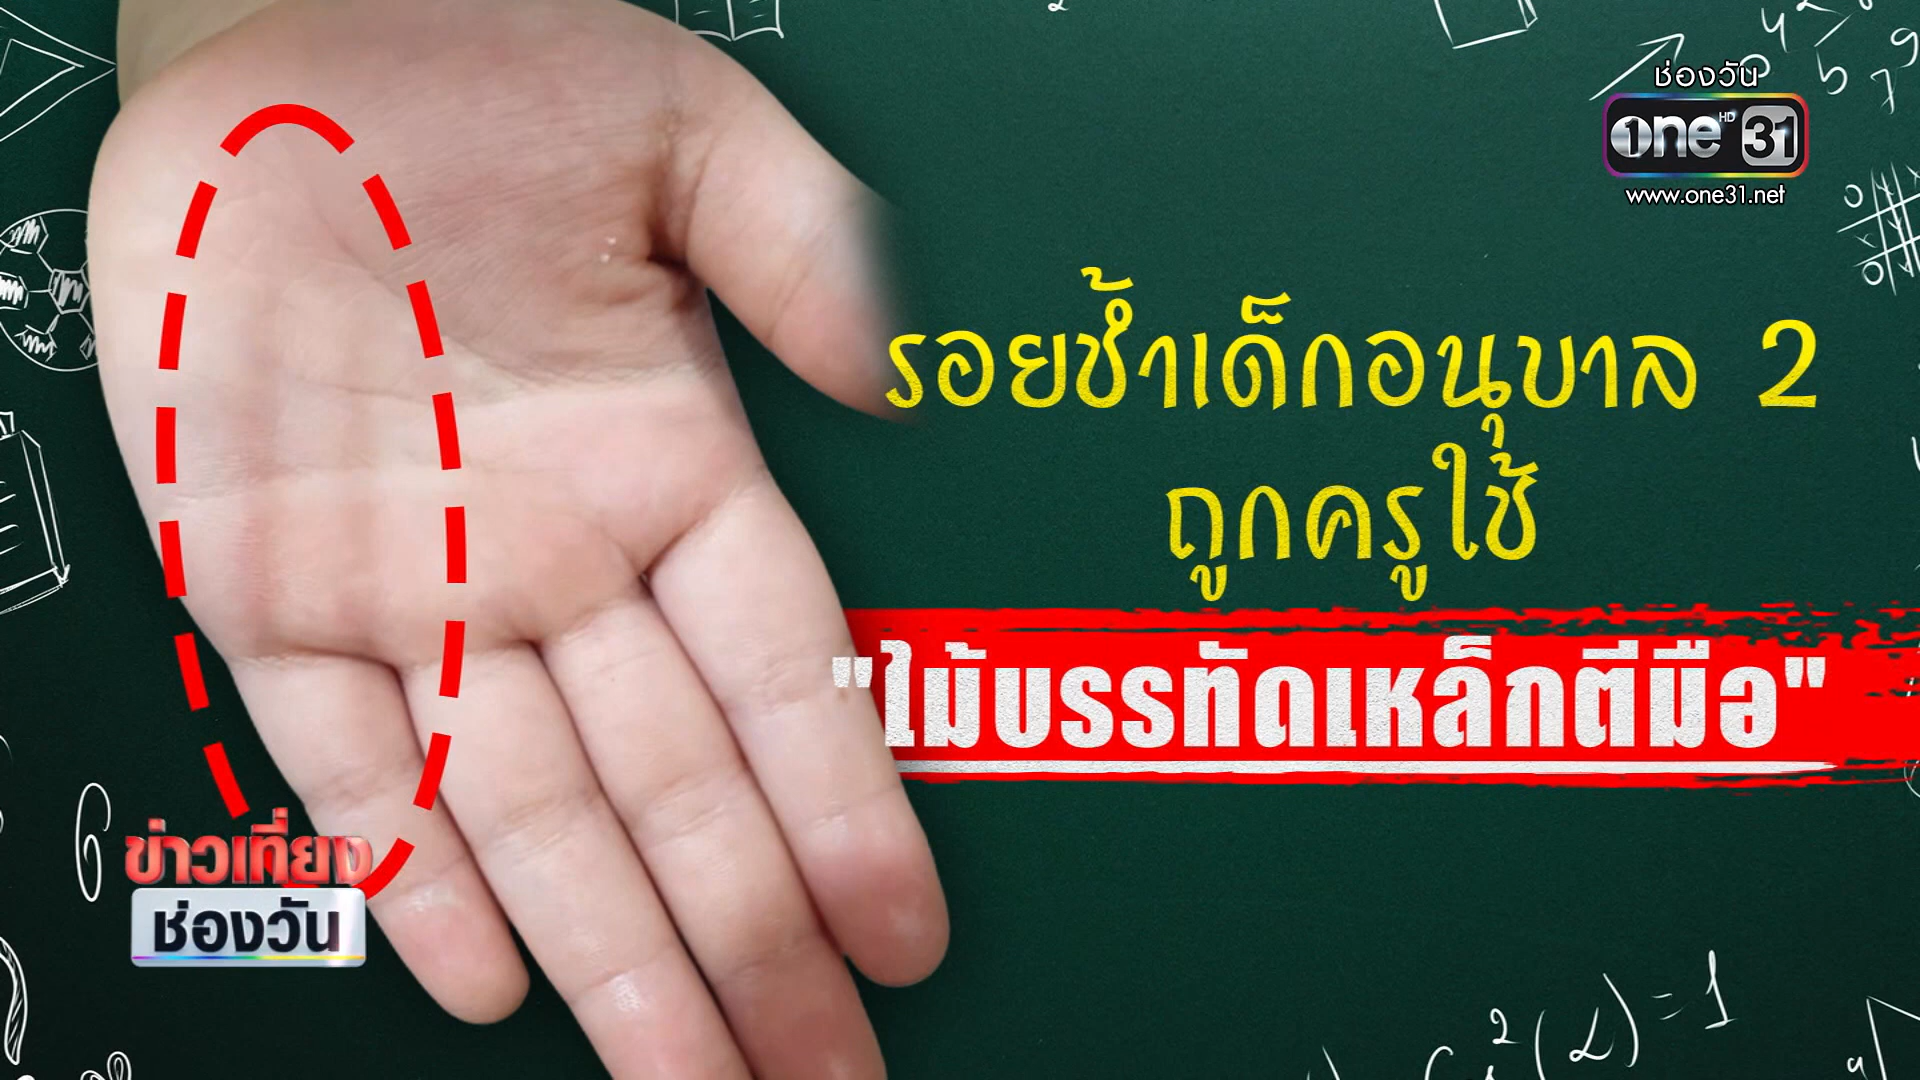 ช่องวัน
one HD 31
www.one31.net
รอยช้ำเด็กอนุบาล 2
ถูกครูใช้
"ไม้บรรทัดเหล็กตีมือ"
ข่าวเที่ยง
ช่องวัน